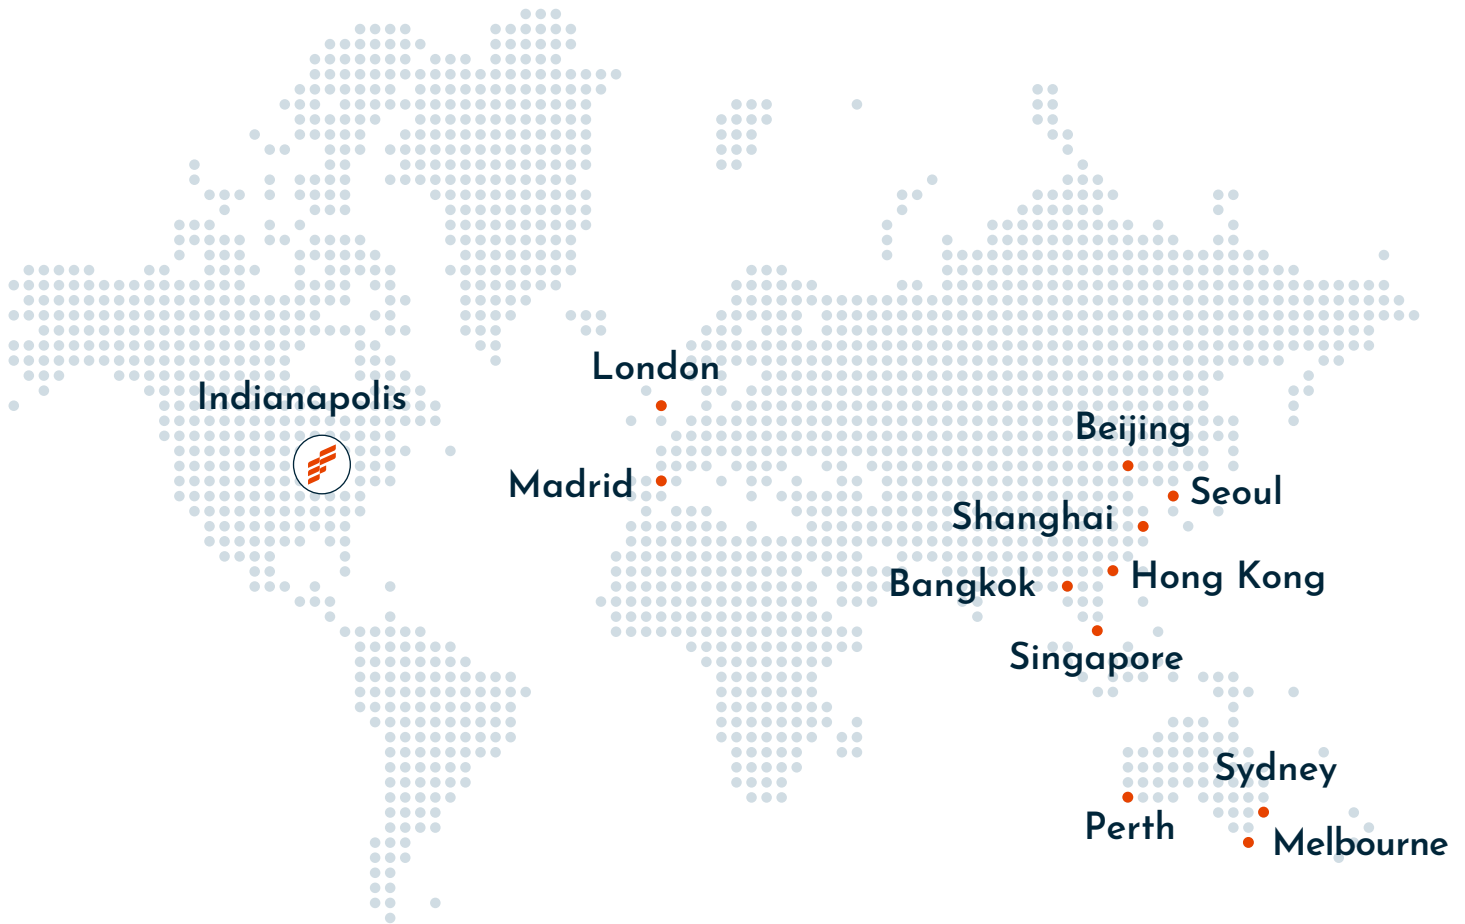 London
Indianapolis
Beijing
Madrid
Seoul
Shanghai
Bangkok
Hong Kong
Singapore
Sydney
Perth
Melbourne